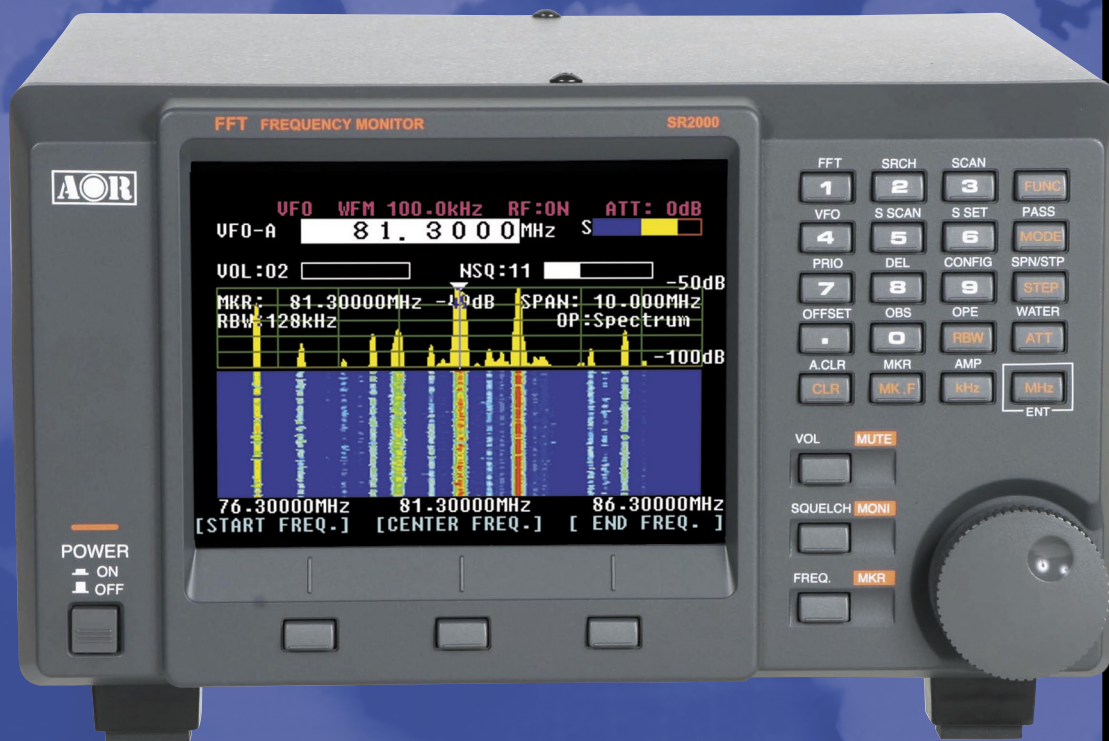 FFT FREQUENCY MONITOR SR2000
AOR
VFO WFM 100.0kHz RF:ON ATT: 0dB
VFO-A 81.3000MHz S
VOL:02 NSQ:11
-50dB
MKR: 81.30000MHz dB SPAN: 10.000MHz
RBW:128kHz OP:Spectrum
-100dB
76.30000MHz 81.30000MHz 86.30000MHz
[START FREQ.] [CENTER FREQ.] [ END FREQ. ]
POWER
ON
OFF
FFT SRCH SCAN
1 2 3 FUNC
VFO S SCAN S SET PASS
4 5 6 MODE
PRIO DEL CONFIG SPN/STP
7 8 9 STEP
OFFSET OBS OPE WATER
. 0 RBW ATT
A.CLR MKR AMP
CLR MK.F kHz MHz
ENT
VOL MUTE
SQUELCH MONI
FREQ. MKR